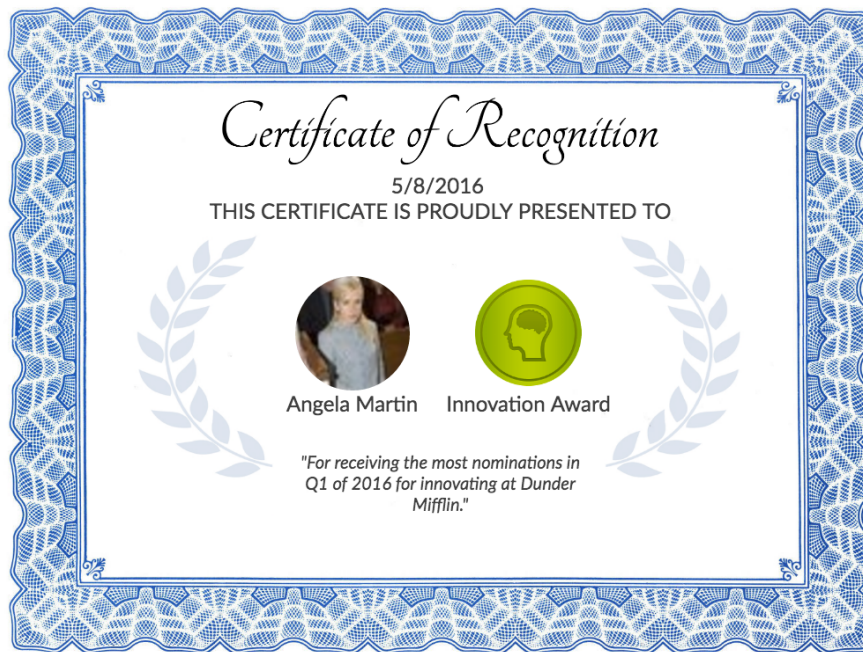 Certificate of Recognition
5/8/2016
THIS CERTIFICATE IS PROUDLY PRESENTED TO
Angela Martin Innovation Award
"For receiving the most nominations in
Q1 of 2016 for innovating at Dunder
Mifflin."